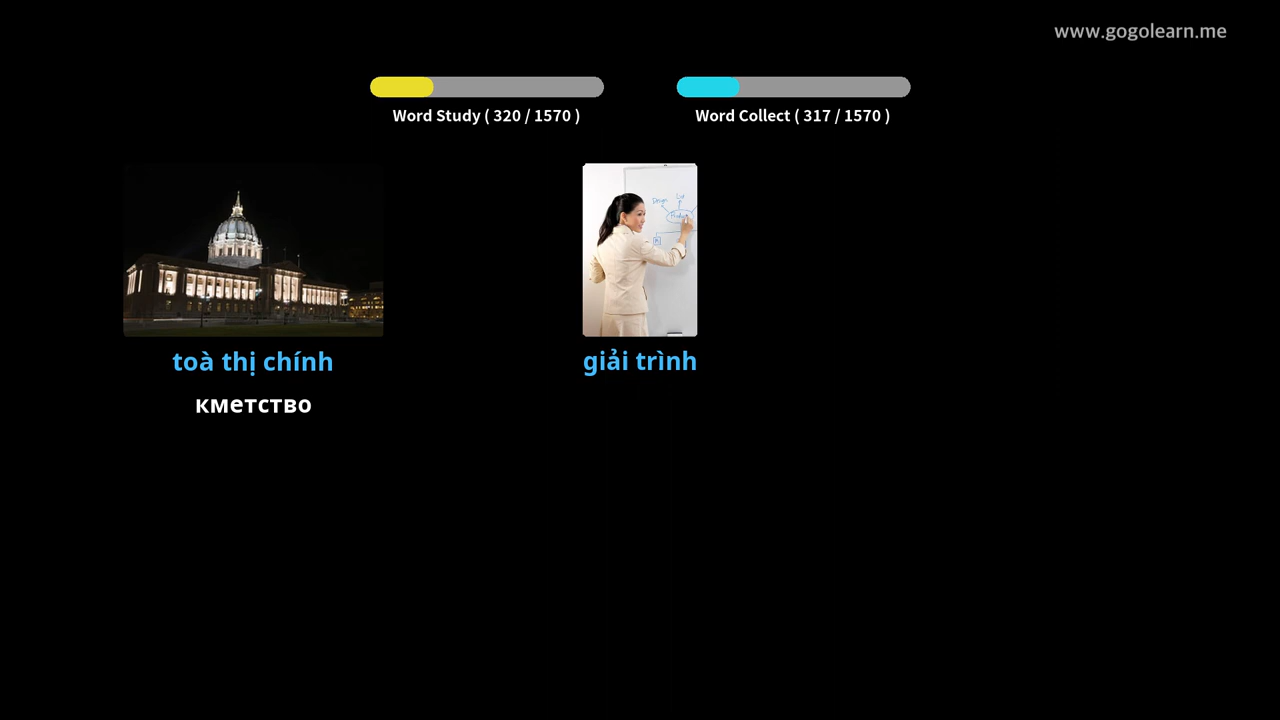 www.gogolearn.me
Word Study ( 320 / 1570 )
Word Collect ( 317 / 1570 )
toà thị chính
giải trình
кметство